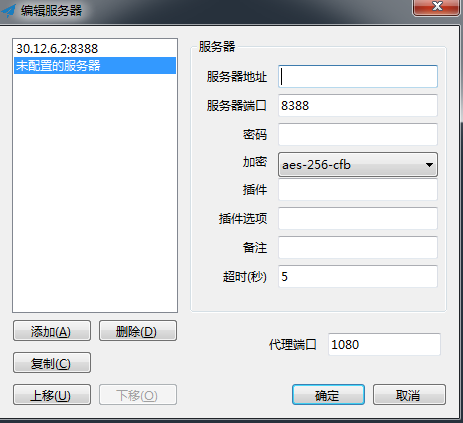 编辑服务器
30.12.6.2:8388
未配置的服务器
服务器
服务器地址
服务器端口 8388
密码
加密 aes-256-cfb
插件
插件选项
备注
超时(秒) 5
添加(A) 删除(D)
代理端口 1080
复制(C)
上移(U) 下移(O) 确定 取消